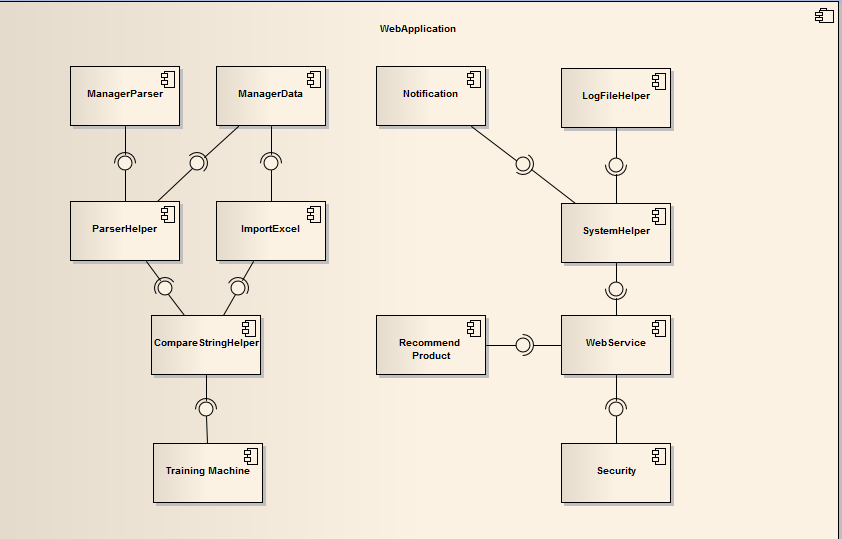 WebApplication
ManagerParser
ManagerData
Notification
LogFileHelper
ParserHelper
ImportExcel
SystemHelper
CompareStringHelper
Recommend
Product
WebService
Training Machine
Security